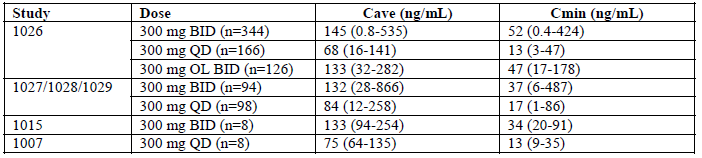 Study Dose Cave (ng/mL) Cmin (ng/mL)
1026 300 mg BID (n=344) 145 (0.8-535) 52 (0.4-424)
300 mg QD (n=166) 68 (16-141) 13 (3-47)
300 mg OL BID (n=126) 133 (32-282) 47 (17-178)
1027/1028/1029 300 mg BID (n=94) 132 (28-866) 37 (6-487)
300 mg QD (n=98) 84 (12-258) 17 (1-86)
1015 300 mg BID (n=8) 133 (94-254) 34 (20-91)
1007 300 mg QD (n=8) 75 (64-135) 13 (9-35)